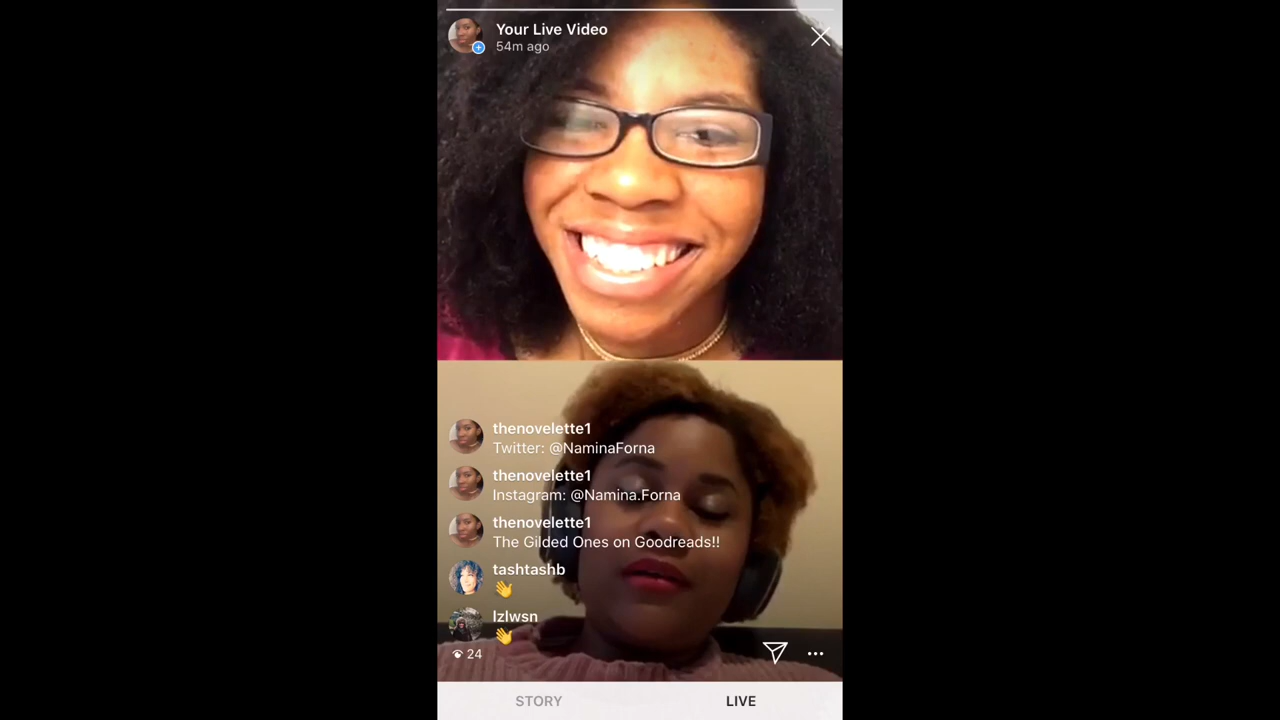 Your Live Video
54m ago
thenovelette1
Twitter: @NaminaForna
thenovelette1
Instagram: @Namina.Forna
thenovelette1
The Gilded Ones on Goodreads!!
tashtashb
👋
lzlwsn
👋
24
STORY LIVE